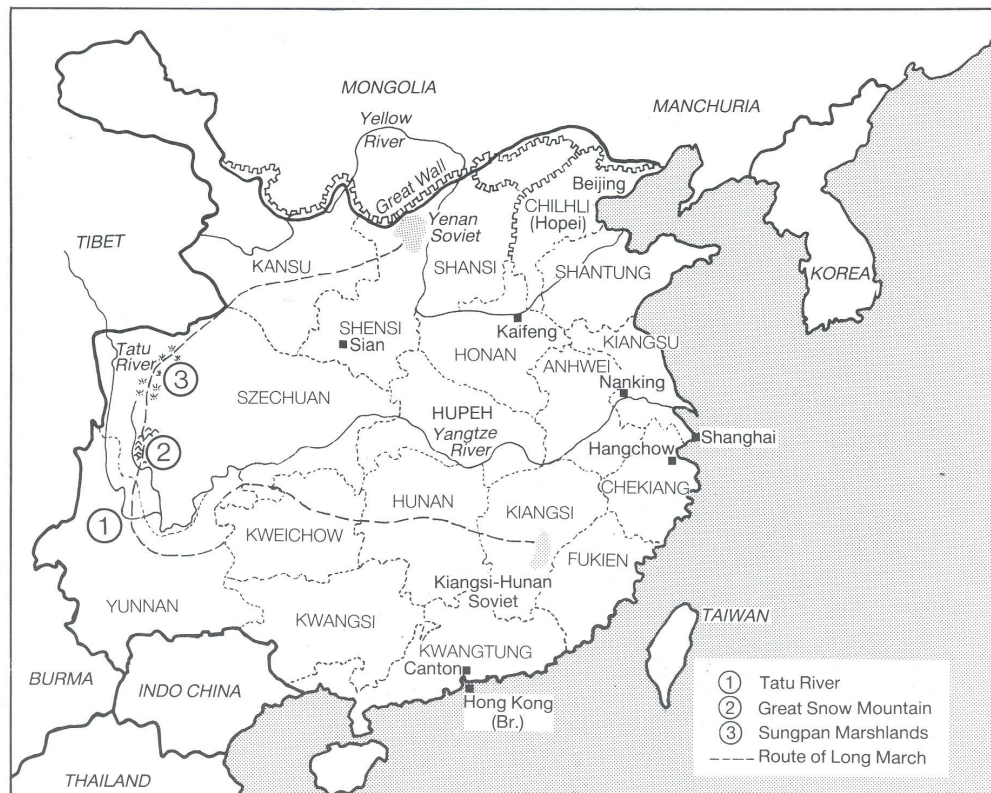 MONGOLIA
MANCHURIA
Yellow
River
Great Wall
Beijing
CHILHLI
(Hopei)
Yenan
Soviet
TIBET
KANSU
SHANSI
SHANTUNG
KOREA
SHENSI
Sian
Kaifeng
KIANGSU
Tatu
River
3
HONAN
ANHWEI
SZECHUAN
Nanking
HUPEH
Yangtze
River
Shanghai
2
Hangchow
CHEKIANG
HUNAN
KIANGSI
1
KWEICHOW
FUKIEN
Kiangsi-Hunan
Soviet
YUNNAN
KWANGSI
TAIWAN
KWANGTUNG
Canton
BURMA
INDO CHINA
Hong Kong
(Br.)
THAILAND
1 Tatu River
2 Great Snow Mountain
3 Sungpan Marshlands
Route of Long March